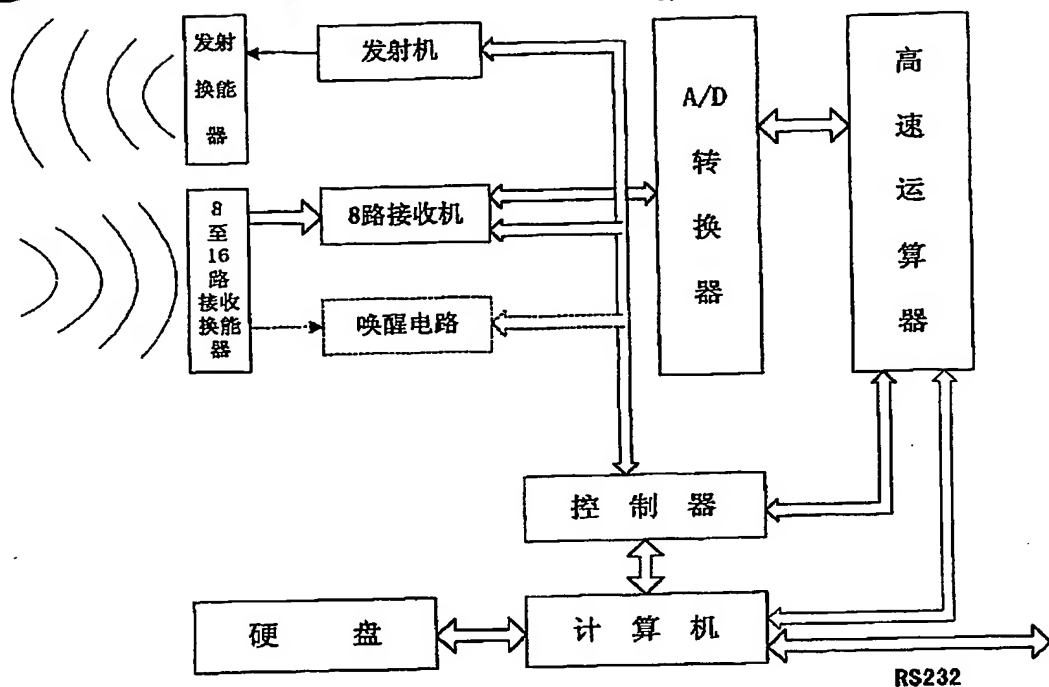 发射
换能
器
发射机
A/D
转
换
器
高
速
运
算
器
8
至
16
路
接收
换能
器
8路接收机
唤醒电路
控 制 器
硬 盘
计 算 机
RS232